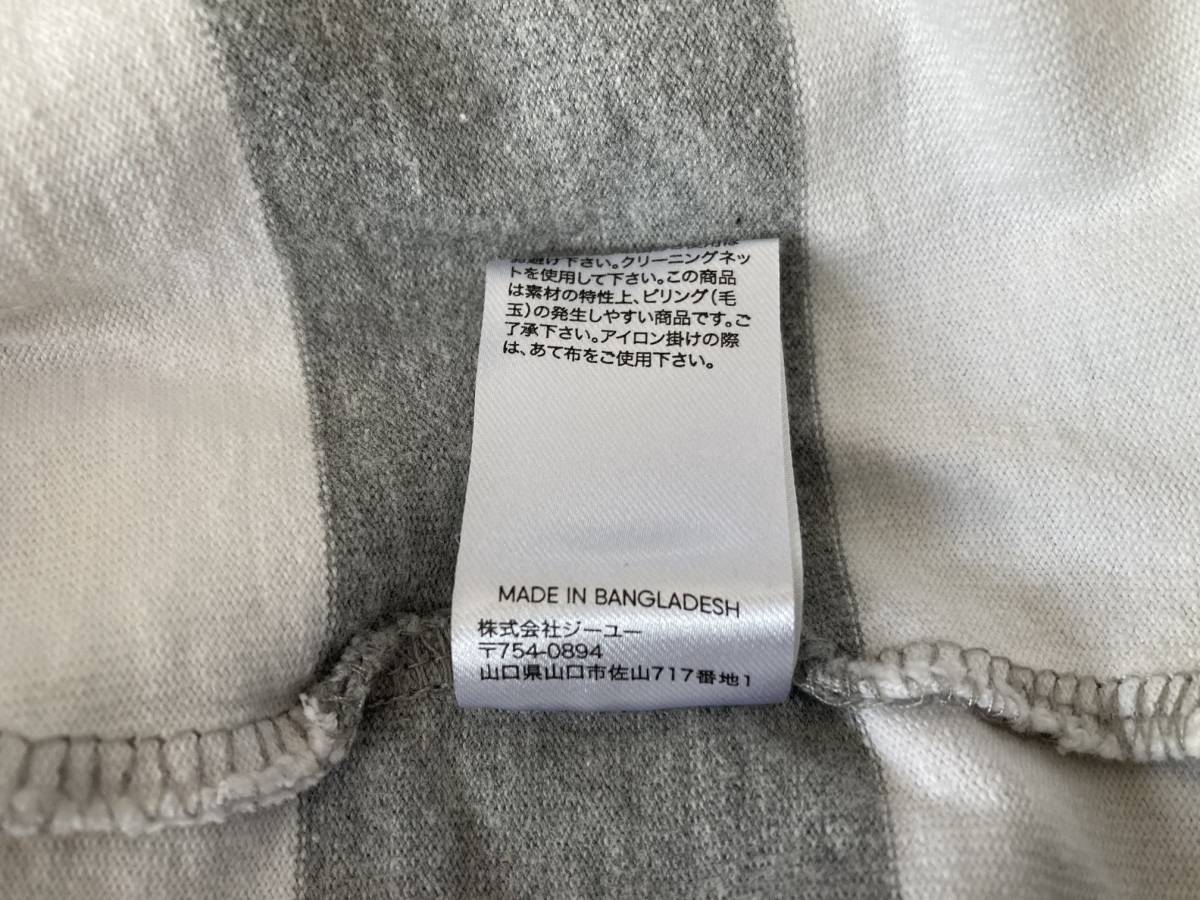 使用は
お避け下さい。クリーニングネッ
トを使用して下さい。この商品
は素材の特性上、ピリング(毛
玉)の発生しやすい商品です。ご
了承下さい。アイロン掛けの際
は、あて布をご使用下さい。
MADE IN BANGLADESH
株式会社ジーユー
〒754-0894
山口県山口市佐山717番地1